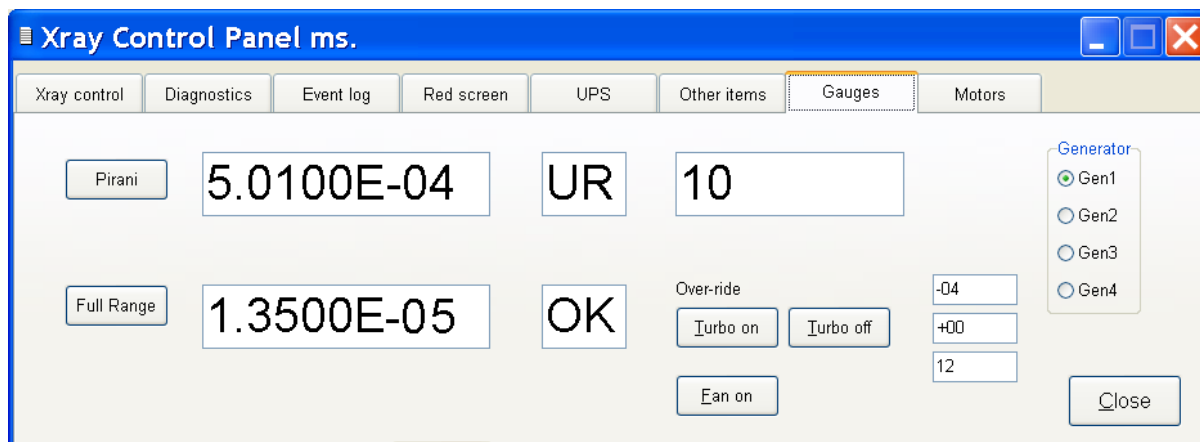 Xray Control Panel ms.
Xray control Diagnostics Event log Red screen UPS Other items Gauges Motors
Pirani 5.0100E-04 UR 10
Generator
Gen1
Gen2
Gen3
Gen4
Full Range 1.3500E-05 OK
Over-ride
Turbo on Turbo off
Fan on
-04
+00
12
Close